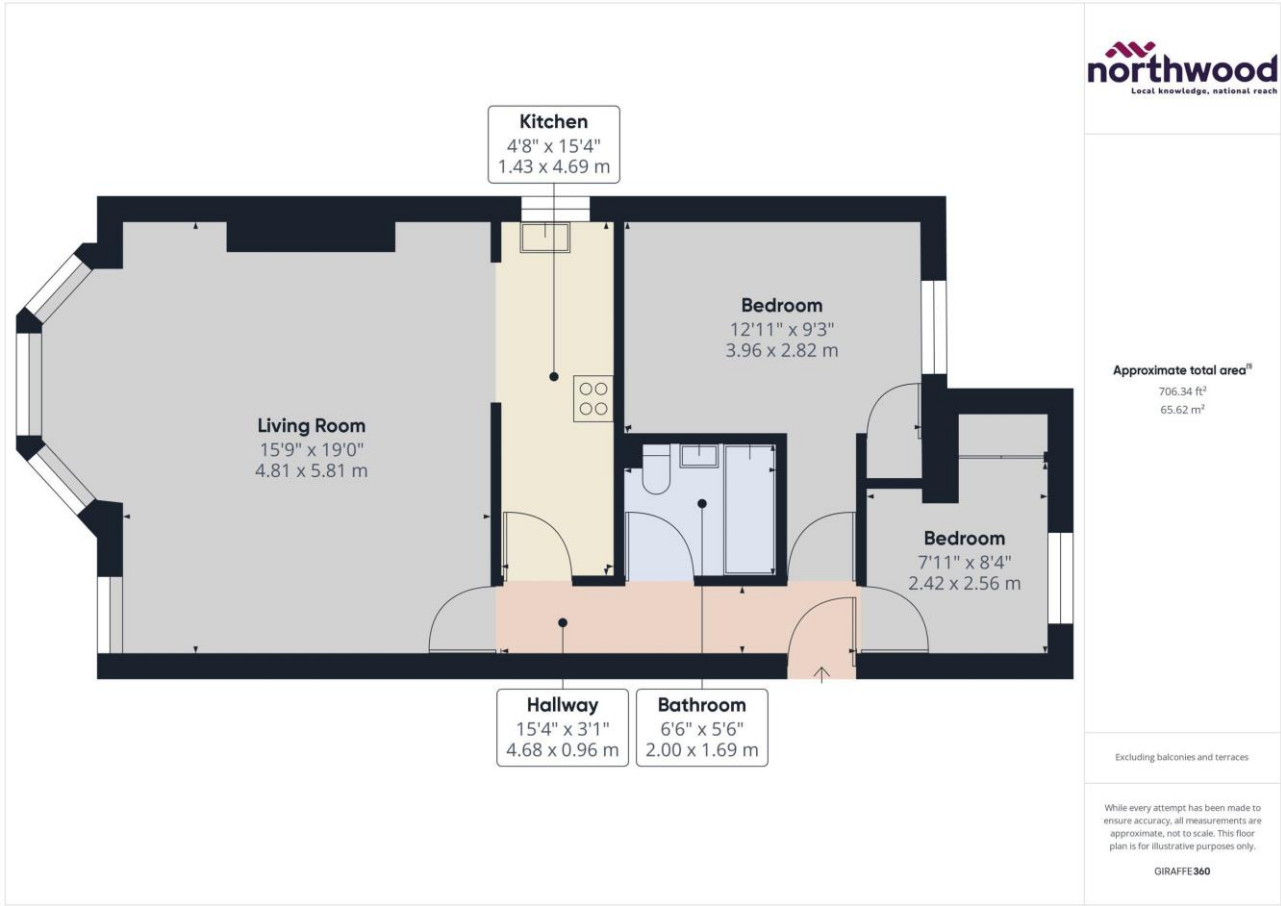 northwood
Local knowledge, national reach
Kitchen
4'8" x 15'4"
1.43 x 4.69 m
Bedroom
12'11" x 9'3"
3.96 x 2.82 m
Living Room
15'9" x 19'0"
4.81 x 5.81 m
Bedroom
7'11" x 8'4"
2.42 x 2.56 m
Hallway
15'4" x 3'1"
4.68 x 0.96 m
Bathroom
6'6" x 5'6"
2.00 x 1.69 m
Approximate total area⁽¹⁾
706.34 ft²
65.62 m²
Excluding balconies and terraces
While every attempt has been made to
ensure accuracy, all measurements are
approximate, not to scale. This floor
plan is for illustrative purposes only.
GIRAFFE360